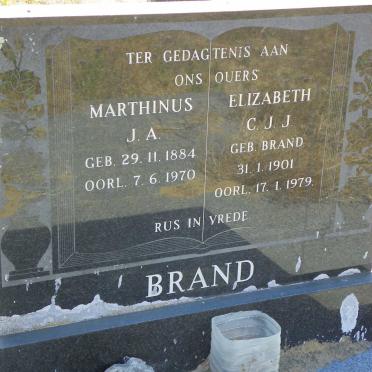 TER GEDAGTENIS AAN
ONS OUERS
MARTHINUS
J. A.
GEB. 29. 11. 1884
OORL. 7. 6. 1970
ELIZABETH
C. J. J
GEB. BRAND
31. 1. 1901
OORL. 17. 1. 1979.
RUS IN VREDE
BRAND